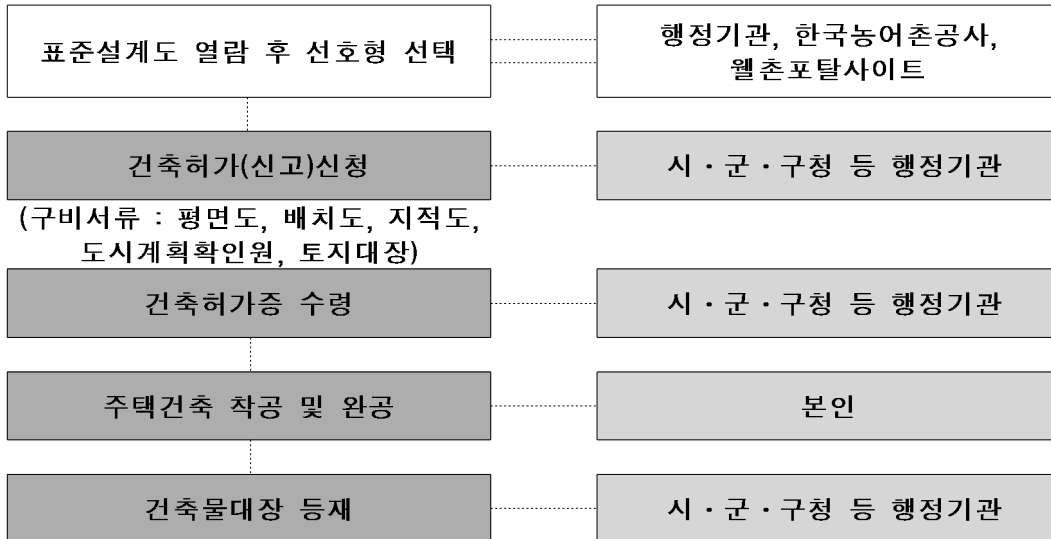 표준설계도 열람 후 선호형 선택
행정기관, 한국농어촌공사,
웰촌포탈사이트
건축허가(신고)신청
시·군·구청 등 행정기관
(구비서류 : 평면도, 배치도, 지적도,
도시계획확인원, 토지대장)
건축허가증 수령
시·군·구청 등 행정기관
주택건축 착공 및 완공
본인
건축물대장 등재
시·군·구청 등 행정기관